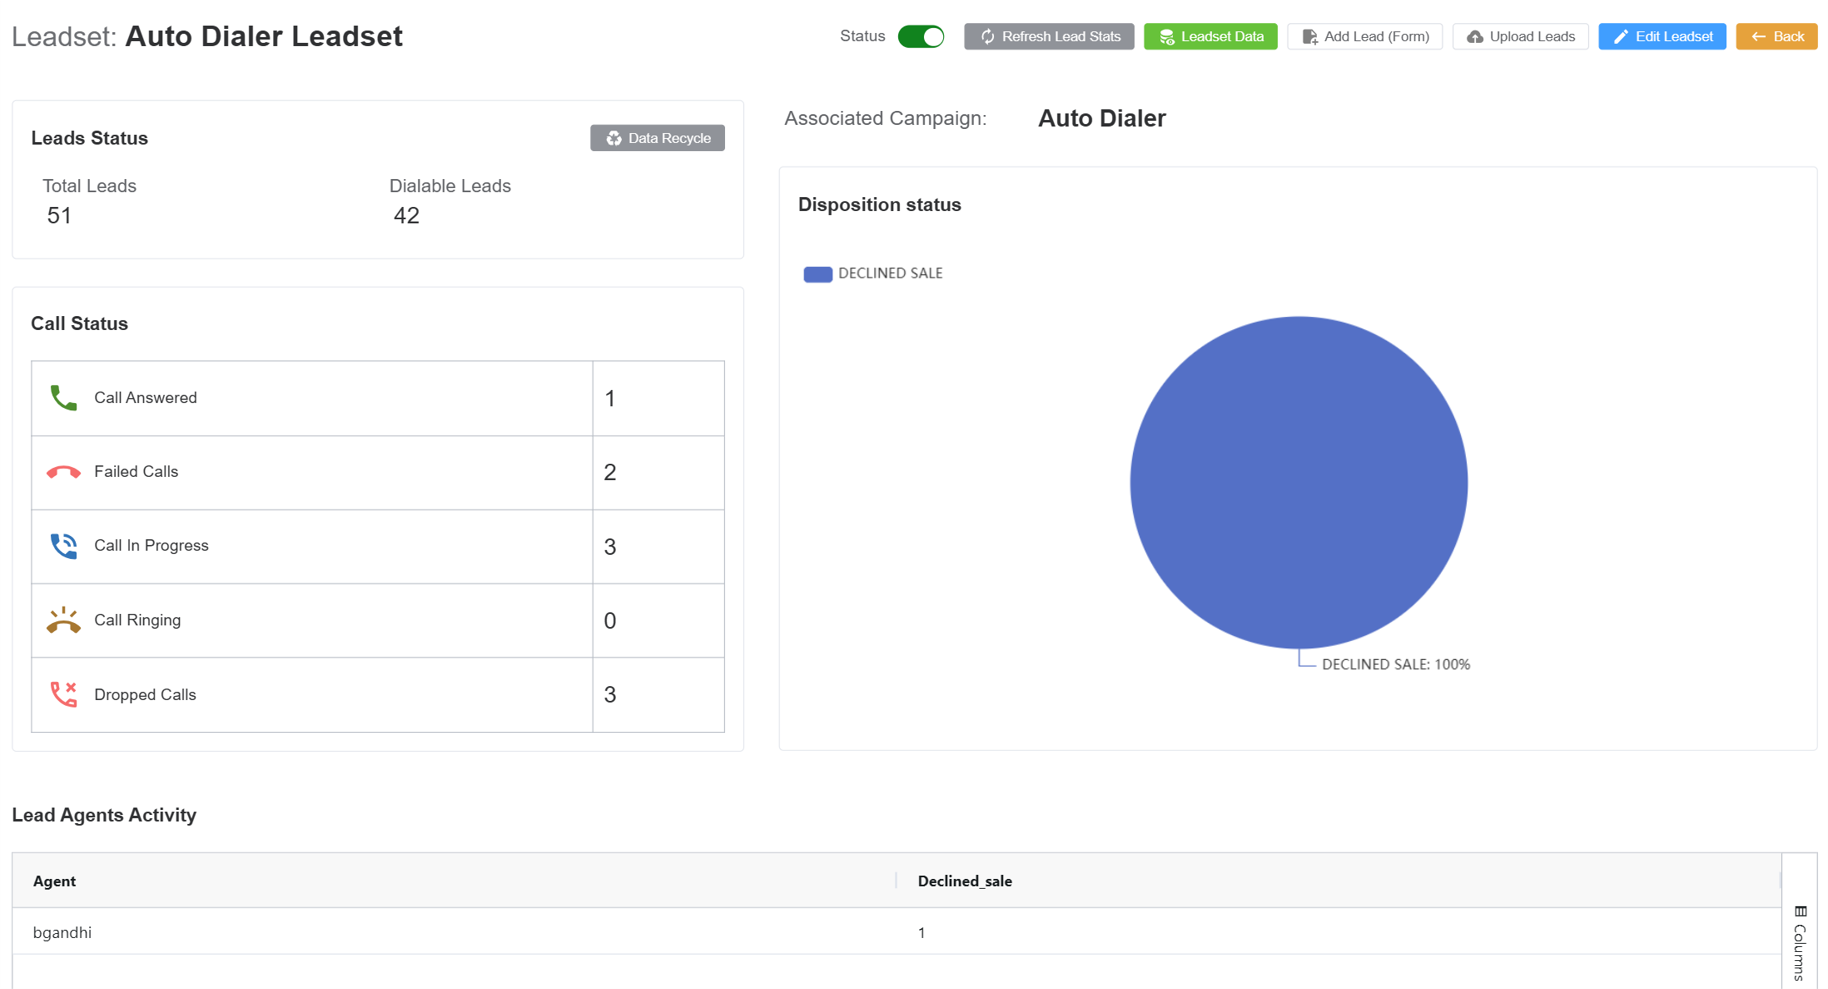 Leadset: Auto Dialer Leadset
Status
Refresh Lead Stats
Leadset Data
Add Lead (Form)
Upload Leads
Edit Leadset
Back
Leads Status
Data Recycle
Total Leads
Dialable Leads
51
42
Associated Campaign: Auto Dialer
Disposition status
DECLINED SALE
DECLINED SALE: 100%
Call Status
Call Answered 1
Failed Calls 2
Call In Progress 3
Call Ringing 0
Dropped Calls 3
Lead Agents Activity
Agent Declined_sale
bgandhi 1
Columns